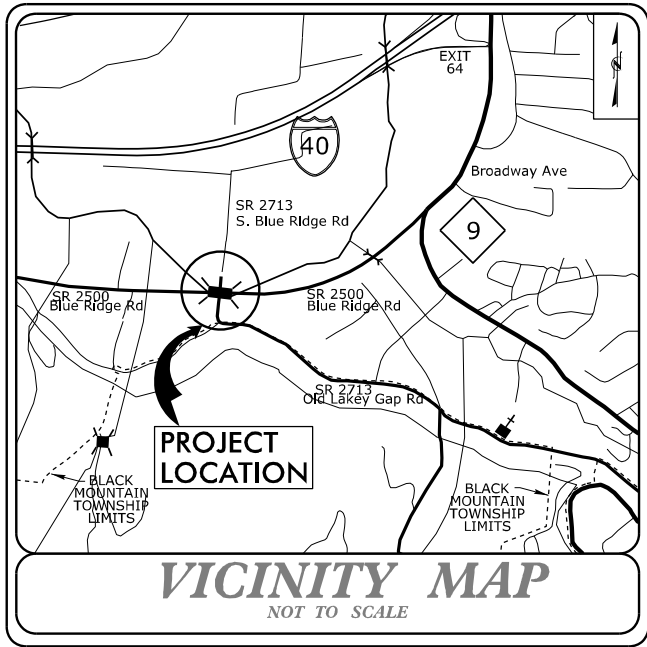 EXIT
64
40
Broadway Ave
SR 2713
S. Blue Ridge Rd
9
SR 2500
Blue Ridge Rd
SR 2500
Blue Ridge Rd
SR 2713
Old Lakey Gap Rd
PROJECT
LOCATION
BLACK
MOUNTAIN
TOWNSHIP
LIMITS
BLACK
MOUNTAIN
TOWNSHIP
LIMITS
VICINITY MAP
NOT TO SCALE